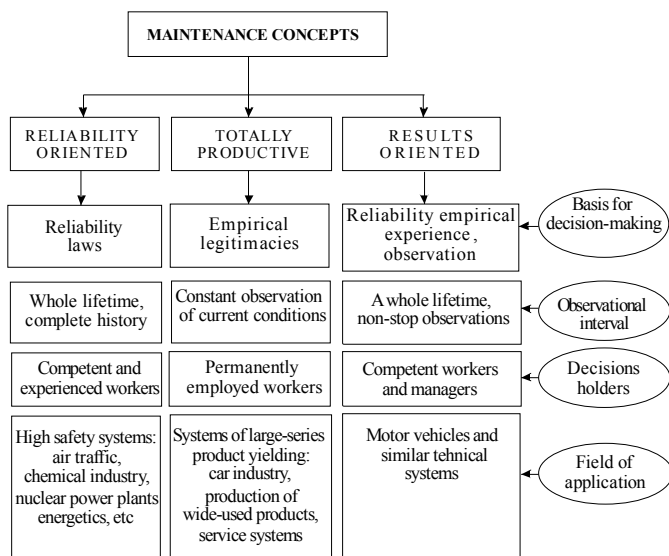 MAINTENANCE CONCEPTS
RELIABILITY
ORIENTED
TOTALLY
PRODUCTIVE
RESULTS
ORIENTED
Reliability
laws
Empirical
legitimacies
Reliability empirical
experience,
observation
Basis for
decision-making
Whole lifetime,
complete history
Constant observation
of current conditions
A whole lifetime,
non-stop observations
Observational
interval
Competent and
experienced workers
Permanently
employed workers
Competent workers
and managers
Decisions
holders
High safety systems:
air traffic,
chemical industry,
nuclear power plants
energetics, etc
Systems of large-series
product yielding:
car industry,
production of
wide-used products,
service systems
Motor vehicles and
similar tehnical
systems
Field of
application